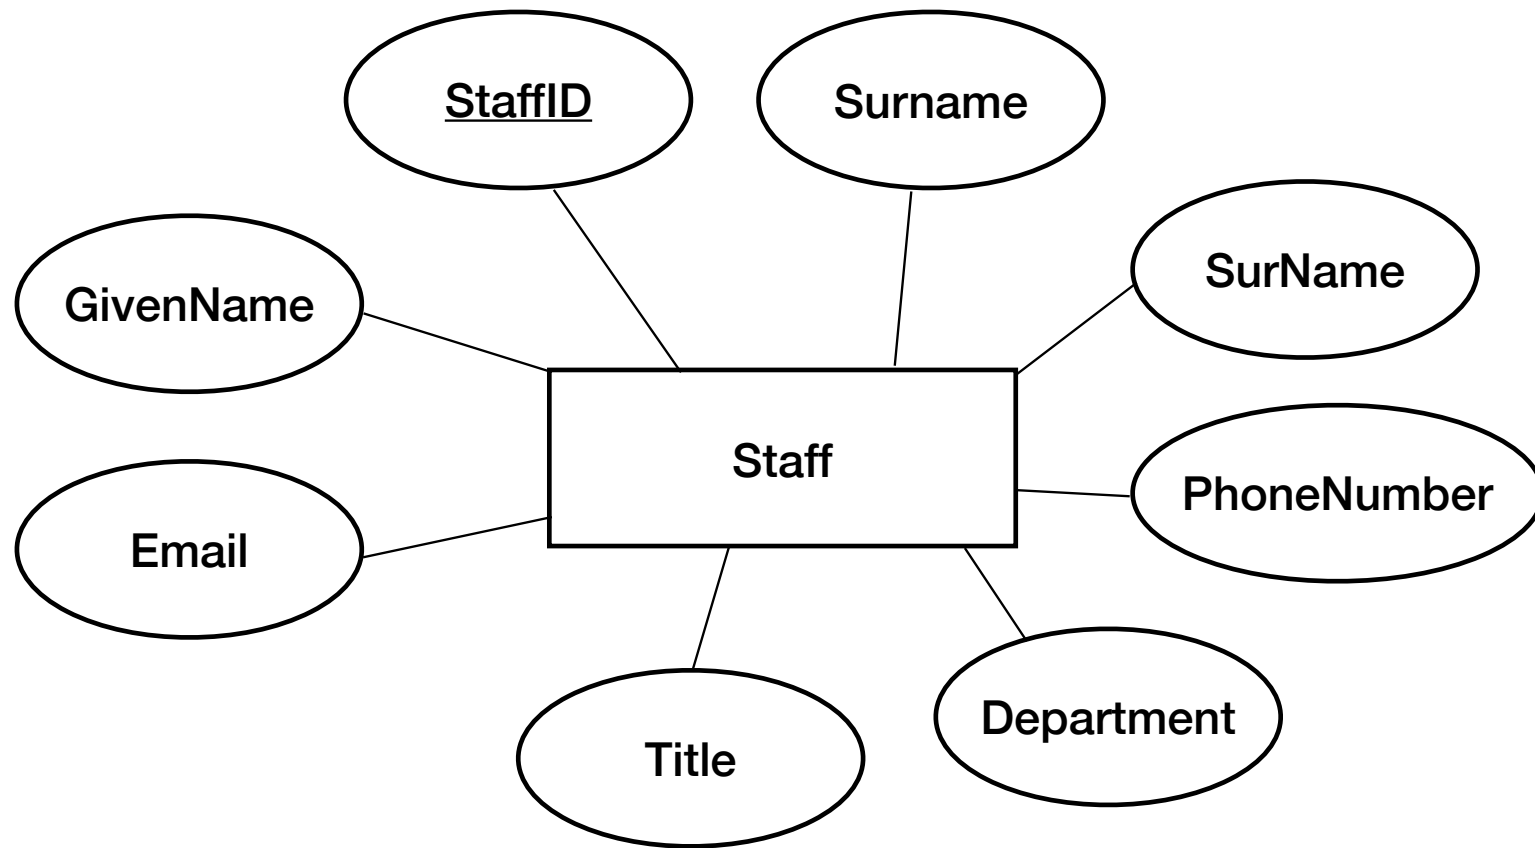 StaffID
Surname
SurName
GivenName
Staff
PhoneNumber
Email
Department
Title